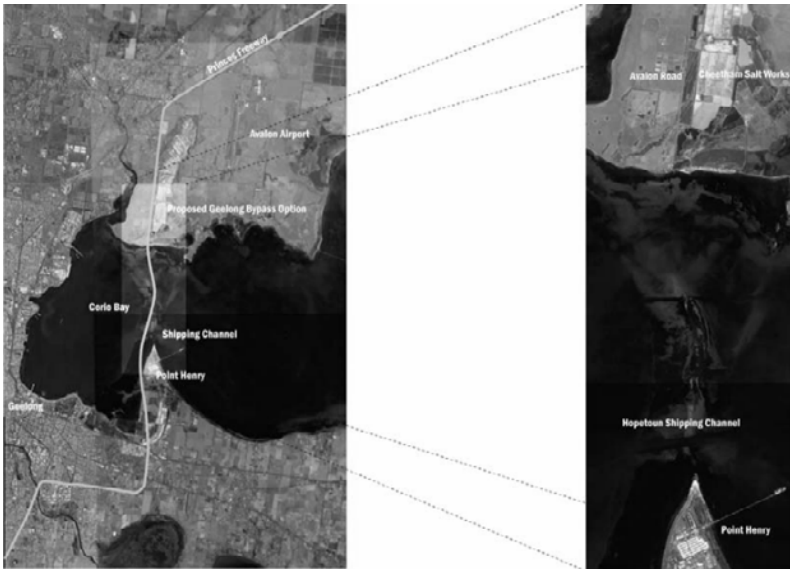 Princes Freeway
Avalon Airport
Proposed Geelong Bypass Option
Corio Bay
Shipping Channel
Point Henry
Geelong
Avalon Road
Cheetham Salt Works
Hopetoun Shipping Channel
Point Henry